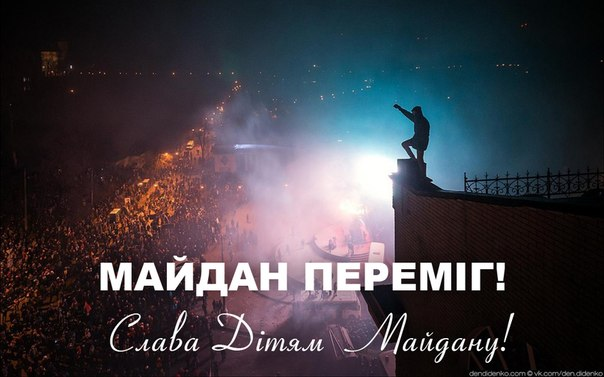 МАЙДАН ПЕРЕМІГ!
Слава Дітям Майдану!
dendidenko.com © vk.com/den.didenko